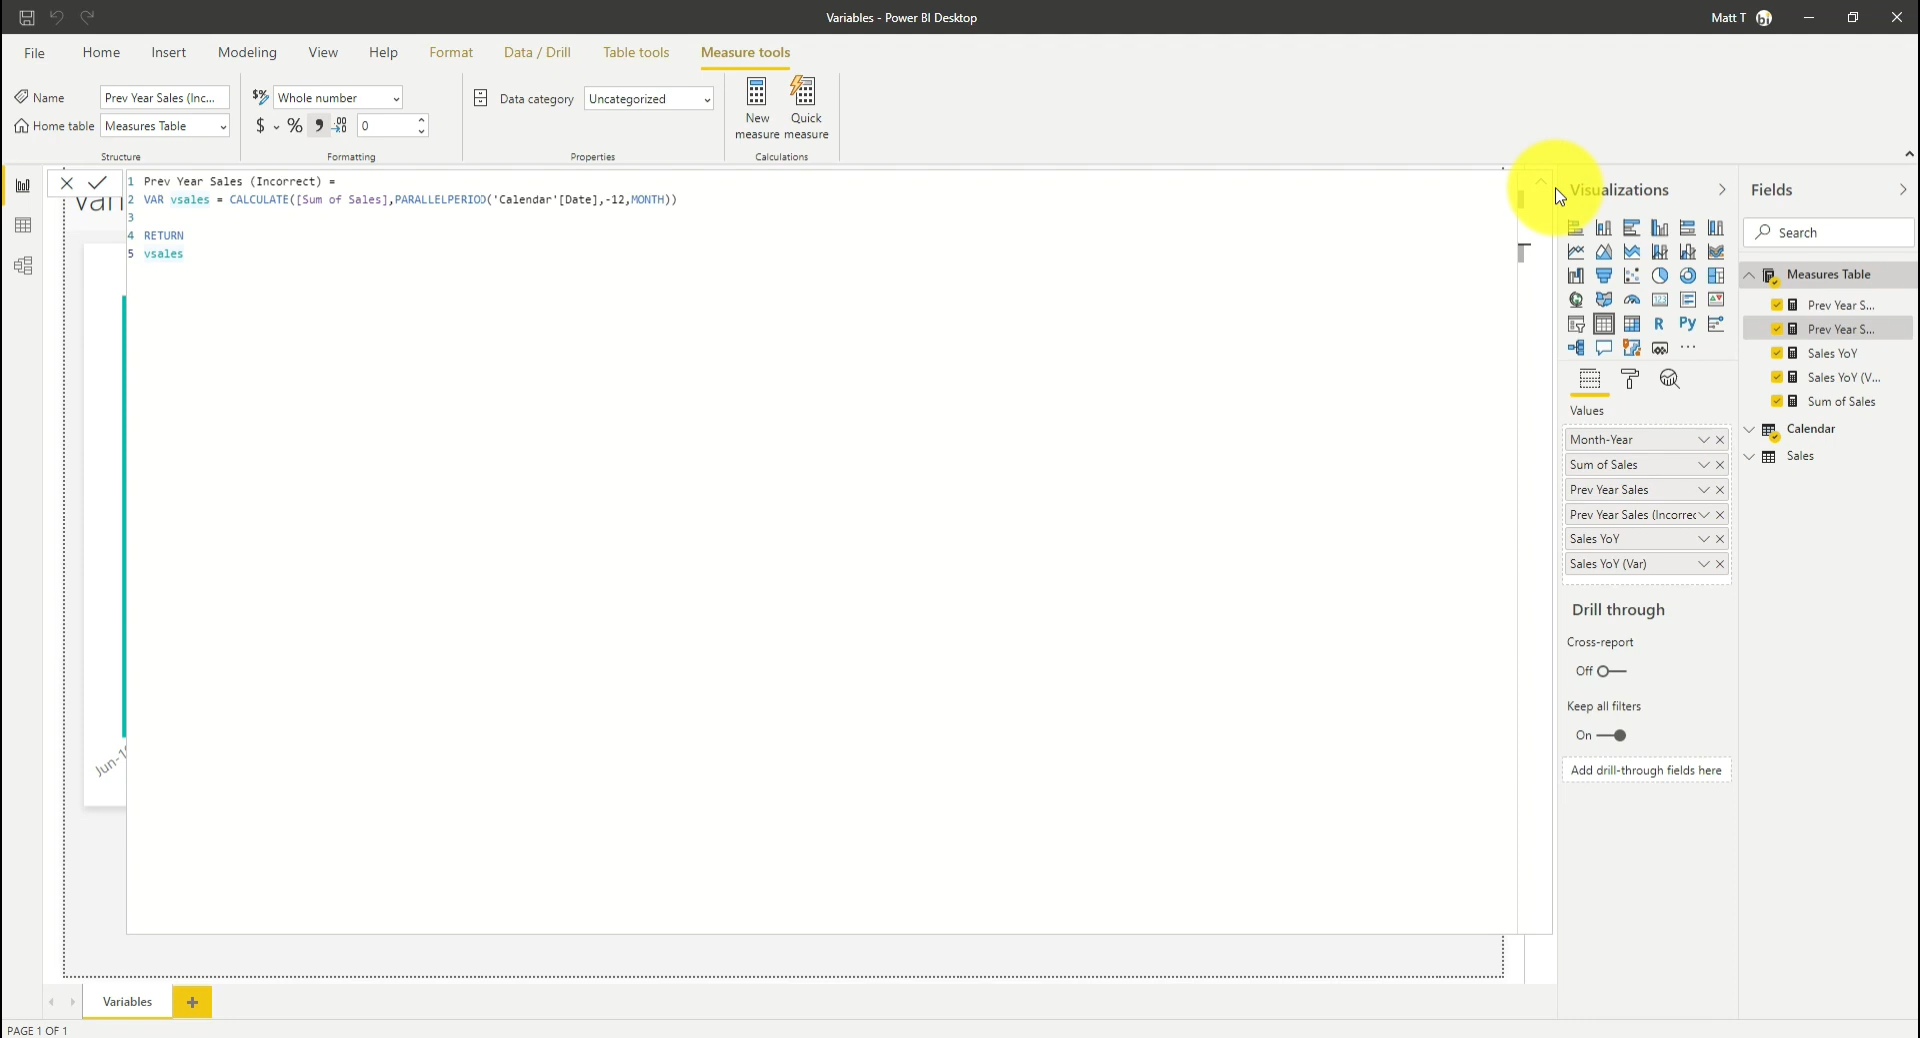 Variables - Power BI Desktop
Matt T
File Home Insert Modeling View Help Format Data / Drill Table tools Measure tools
Name Prev Year Sales (Inc...
Home table Measures Table
Structure
Whole number
$ % 0
Formatting
Data category Uncategorized
Properties
New measure
Quick measure
Calculations
1 Prev Year Sales (Incorrect) =
2 VAR vsales = CALCULATE([Sum of Sales],PARALLELPERIOD('Calendar'[Date],-12,MONTH))
3
4 RETURN
5 vsales
Visualizations
R Py
Values
Month-Year
Sum of Sales
Prev Year Sales
Prev Year Sales (Incorrec
Sales YoY
Sales YoY (Var)
Drill through
Cross-report
Off
Keep all filters
On
Add drill-through fields here
Fields
Search
Measures Table
Prev Year S...
Prev Year S...
Sales YoY
Sales YoY (V...
Sum of Sales
Calendar
Sales
Variables
PAGE 1 OF 1